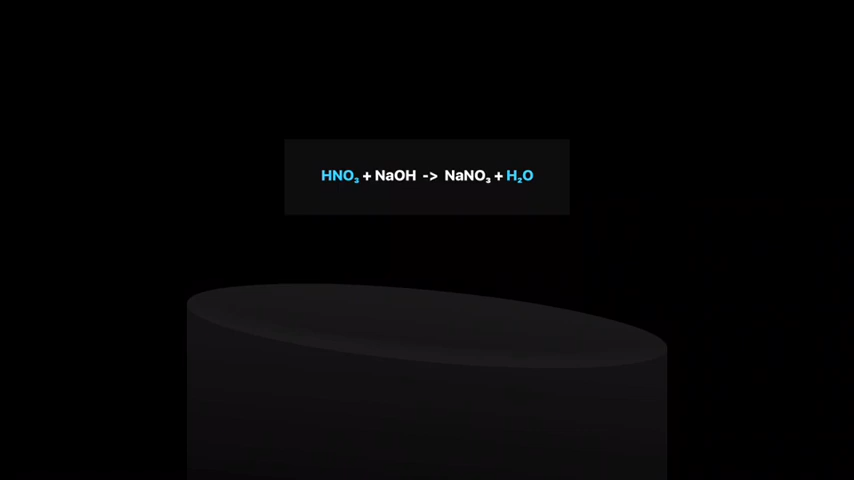 HNO₃ + NaOH -> NaNO₃ + H₂O